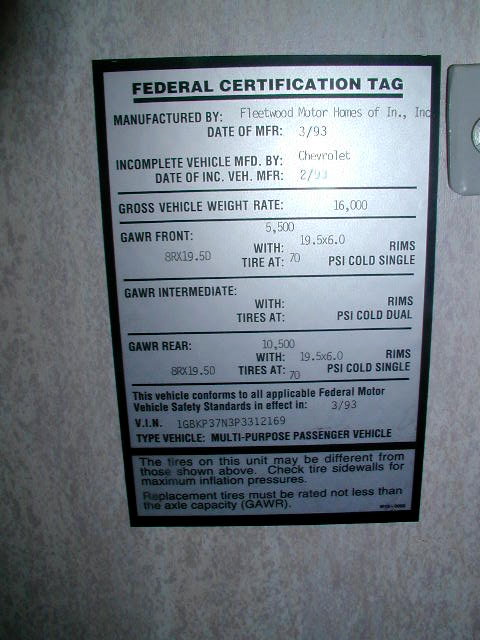 FEDERAL CERTIFICATION TAG
MANUFACTURED BY: Fleetwood Motor Homes of In., Inc
DATE OF MFR: 3/93
INCOMPLETE VEHICLE MFD. BY: Chevrolet
DATE OF INC. VEH. MFR: 2/93
GROSS VEHICLE WEIGHT RATE: 16,000
GAWR FRONT: 5,500
WITH: 19.5x6.0 RIMS
8RX19.5D TIRE AT: 70 PSI COLD SINGLE
GAWR INTERMEDIATE:
WITH: RIMS
TIRES AT: PSI COLD DUAL
GAWR REAR: 10,500
WITH: 19.5x6.0 RIMS
8RX19.5D TIRES AT: 70 PSI COLD SINGLE
This vehicle conforms to all applicable Federal Motor
Vehicle Safety Standards in effect in: 3/93
V.I.N. 1GBKP37N3P3312169
TYPE VEHICLE: MULTI-PURPOSE PASSENGER VEHICLE
The tires on this unit may be different from
those shown above. Check tire sidewalls for
maximum inflation pressures.
Replacement tires must be rated not less than
the axle capacity (GAWR).